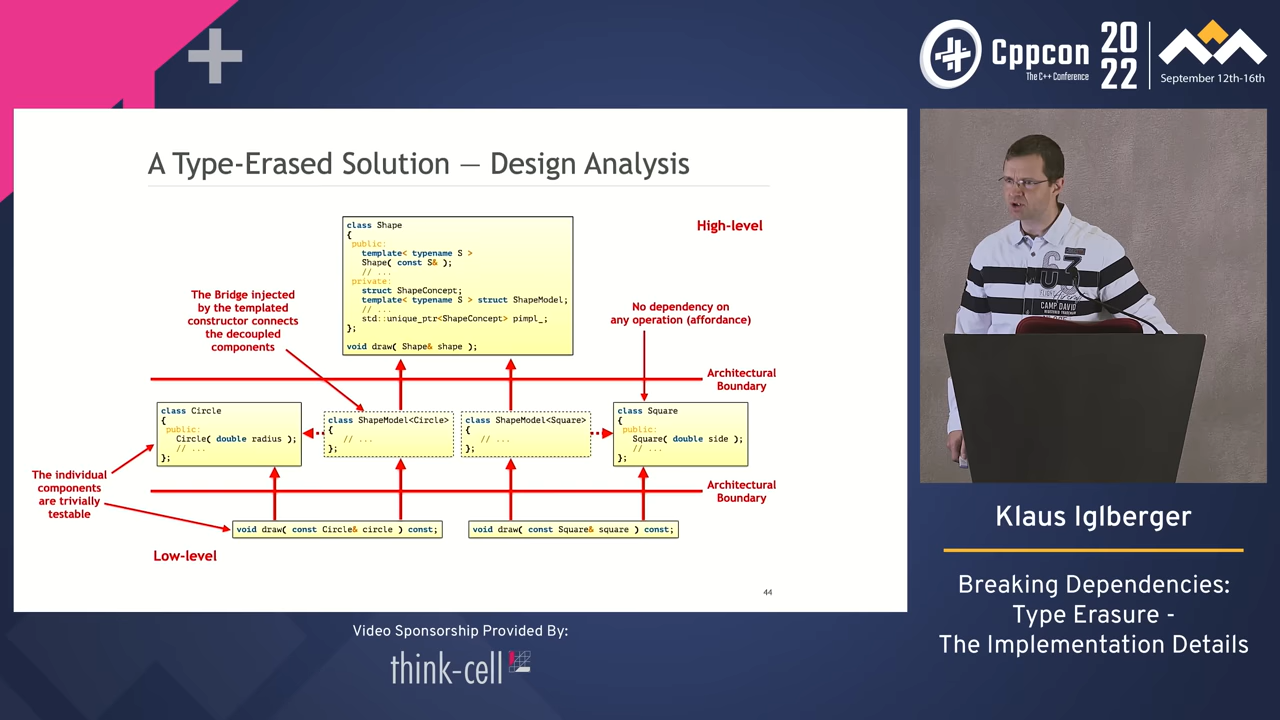 Cppcon
The C++ Conference
20
22
September 12th-16th
A Type-Erased Solution — Design Analysis
High-level
class Shape
{
public:
template< typename S >
Shape( const S& );
// ...
private:
struct ShapeConcept;
template< typename S > struct ShapeModel;
// ...
std::unique_ptr<ShapeConcept> pimpl_;
};
void draw( Shape& shape );
The Bridge injected
by the templated
constructor connects
the decoupled
components
No dependency on
any operation (affordance)
Architectural
Boundary
class Circle
{
public:
Circle( double radius );
// ...
};
class ShapeModel<Circle>
{
// ...
};
class ShapeModel<Square>
{
// ...
};
class Square
{
public:
Square( double side );
// ...
};
The individual
components
are trivially
testable
Architectural
Boundary
void draw( const Circle& circle ) const;
void draw( const Square& square ) const;
Low-level
44
63
CAMP DAVID
Klaus Iglberger
Breaking Dependencies:
Type Erasure -
The Implementation Details
Video Sponsorship Provided By:
think-cell